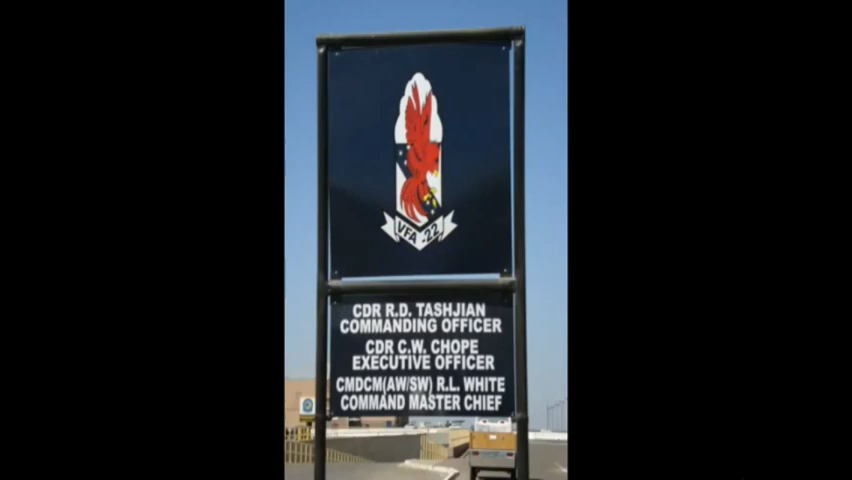 VFA-22
CDR R.D. TASHJIAN
COMMANDING OFFICER
CDR C.W. CHOPE
EXECUTIVE OFFICER
CMDCM(AW/SW) R.L. WHITE
COMMAND MASTER CHIEF